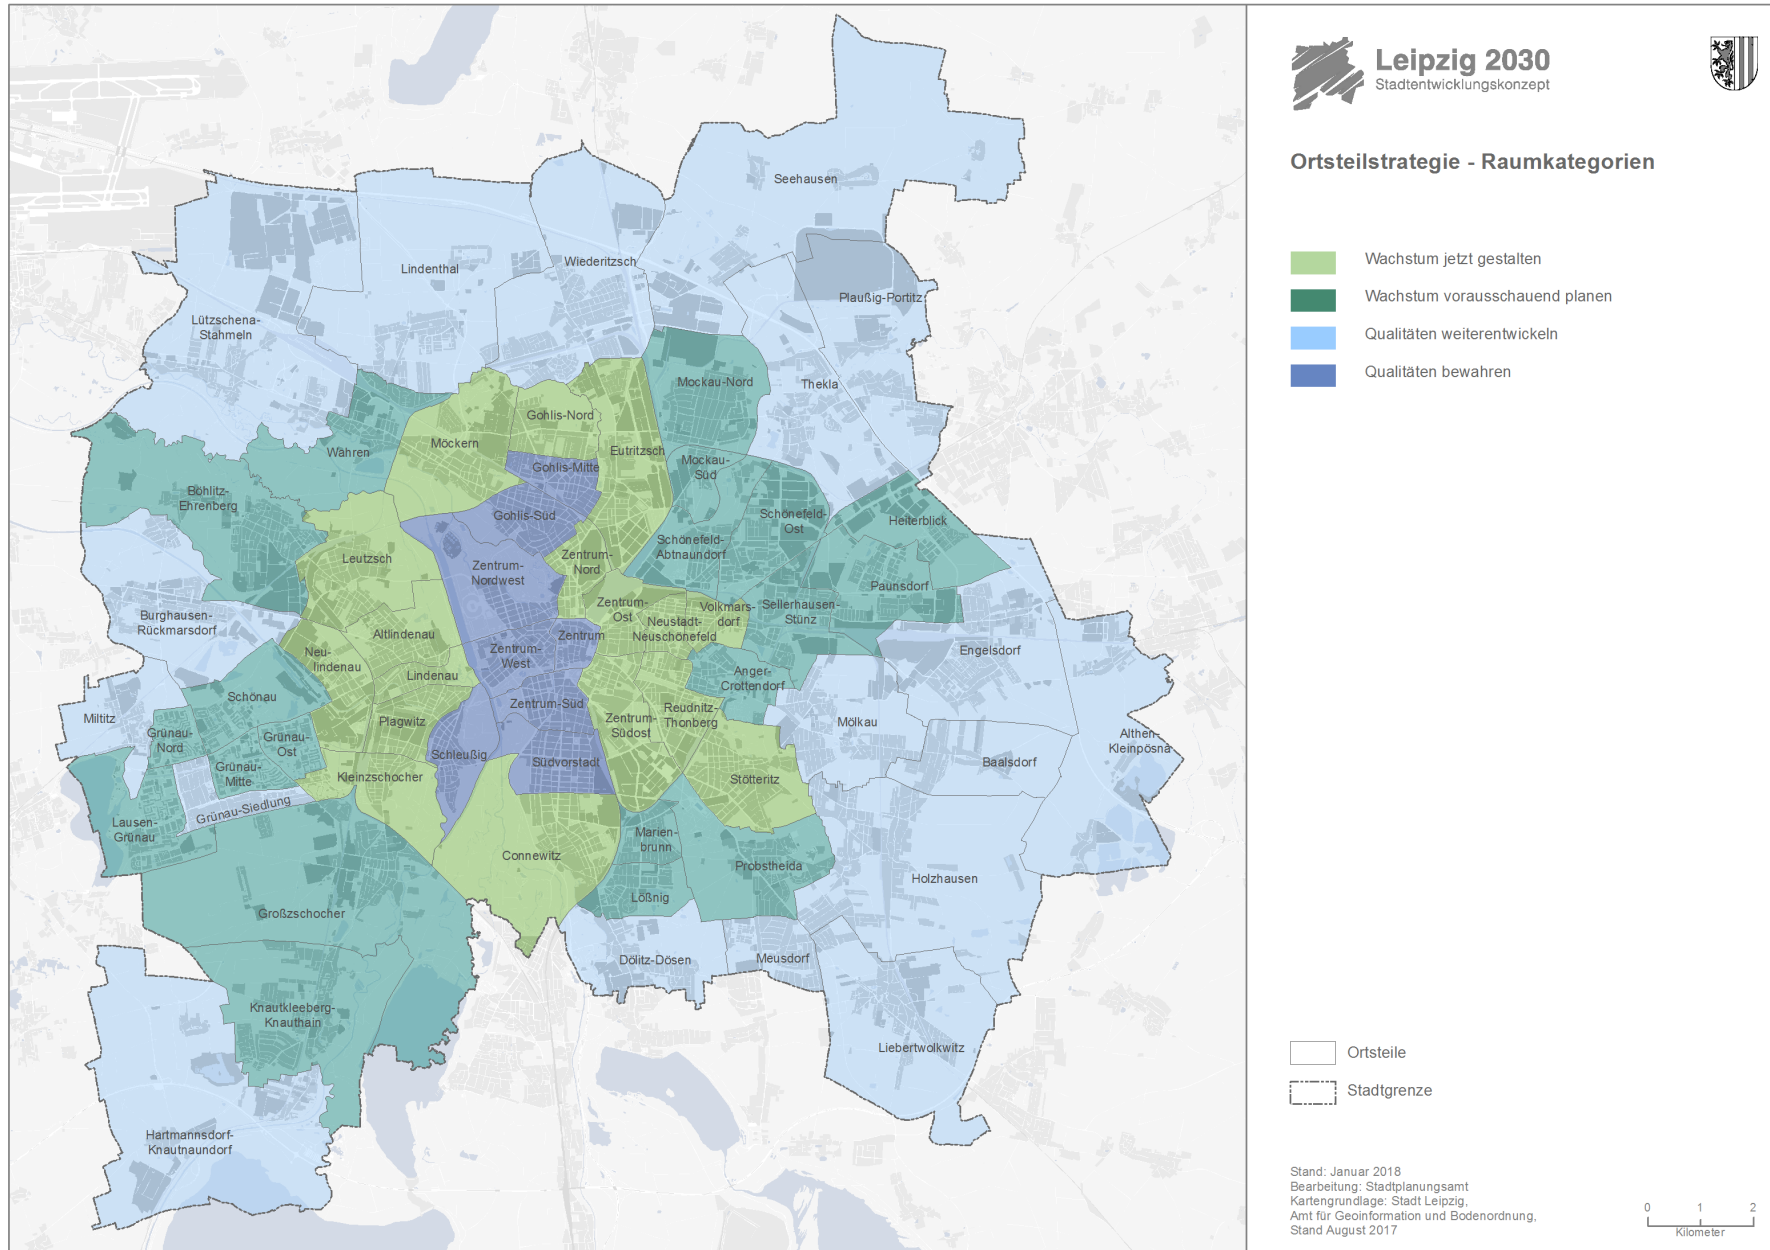 Leipzig 2030
Stadtentwicklungskonzept
Ortsteilstrategie - Raumkategorien
Wachstum jetzt gestalten
Wachstum vorausschauend planen
Qualitäten weiterentwickeln
Qualitäten bewahren
Seehausen
Wiederitzsch
Lindenthal
Plaußig-Portitz
Lützschena-
Stahmeln
Mockau-Nord
Thekla
Gohlis-Nord
Möckern
Eutritzsch
Wahren
Gohlis-Mitte
Mockau-
Süd
Böhlitz-
Ehrenberg
Gohlis-Süd
Schönefeld-
Ost
Heiterblick
Schönefeld-
Abtnaundorf
Leutzsch
Zentrum-
Nord
Zentrum-
Nordwest
Paunsdorf
Zentrum-
Ost
Volkmars-
dorf
Sellerhausen-
Stünz
Burghausen-
Rückmarsdorf
Neustadt-
Neuschönefeld
Altlindenau
Zentrum
Engelsdorf
Neu-
lindenau
Zentrum-
West
Lindenau
Anger-
Crottendorf
Schönau
Zentrum-Süd
Miltitz
Reudnitz-
Thonberg
Plagwitz
Zentrum-
Südost
Mölkau
Grünau-
Nord
Grünau-
Ost
Althen-
Kleinpösna
Schleußig
Südvorstadt
Baalsdorf
Grünau-
Mitte
Kleinzschocher
Stötteritz
Grünau-Siedlung
Lausen-
Grünau
Marien-
brunn
Connewitz
Probstheida
Holzhausen
Lößnig
Großzschocher
Dölitz-Dösen
Meusdorf
Knautkleeberg-
Knauthain
Liebertwolkwitz
Hartmannsdorf-
Knautnaundorf
Ortsteile
Stadtgrenze
Stand: Januar 2018
Bearbeitung: Stadtplanungsamt
Kartengrundlage: Stadt Leipzig,
Amt für Geoinformation und Bodenordnung,
Stand August 2017
0 1 2
Kilometer